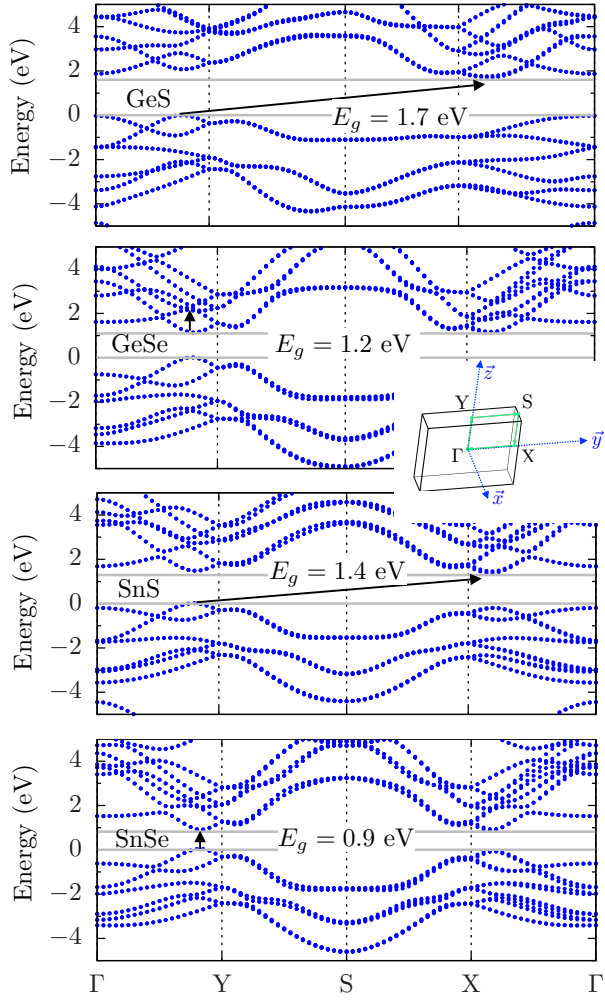 Energy (eV)
4
2
0
−2
−4
GeS
E_g = 1.7 eV
Energy (eV)
4
2
0
−2
−4
GeSe
E_g = 1.2 eV
z⃗
Y
S
Γ
X
y⃗
x⃗
Energy (eV)
4
2
0
−2
−4
SnS
E_g = 1.4 eV
Energy (eV)
4
2
0
−2
−4
SnSe
E_g = 0.9 eV
Γ Y S X Γ